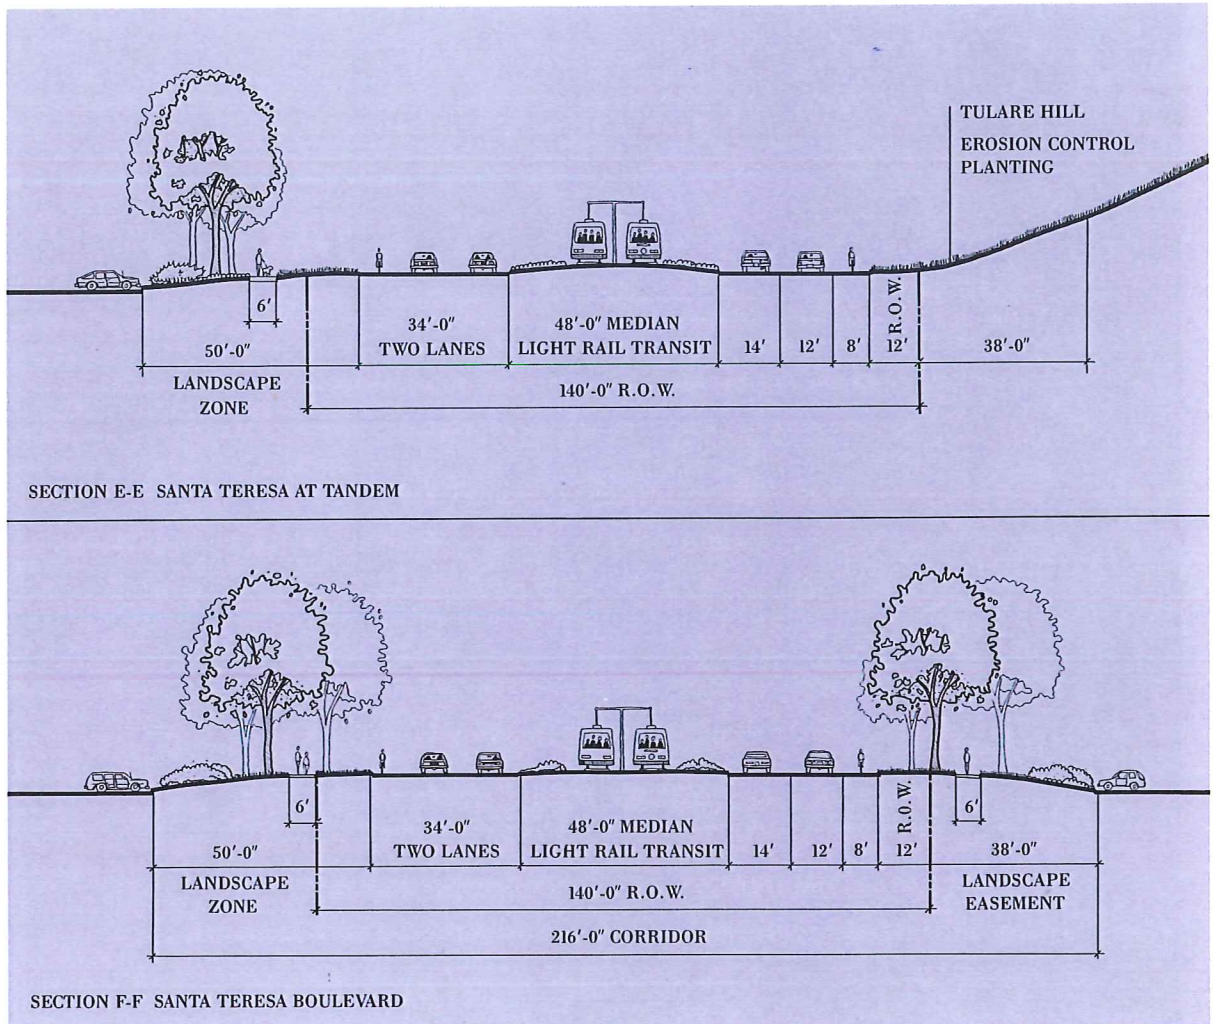 TULARE HILL
EROSION CONTROL
PLANTING
6'
50'-0"
LANDSCAPE
ZONE
34'-0"
TWO LANES
48'-0" MEDIAN
LIGHT RAIL TRANSIT
14'
12'
8'
R.O.W.
12'
38'-0"
140'-0" R.O.W.
SECTION E-E SANTA TERESA AT TANDEM
6'
50'-0"
LANDSCAPE
ZONE
34'-0"
TWO LANES
48'-0" MEDIAN
LIGHT RAIL TRANSIT
14'
12'
8'
R.O.W.
12'
6'
38'-0"
LANDSCAPE
EASEMENT
140'-0" R.O.W.
216'-0" CORRIDOR
SECTION F-F SANTA TERESA BOULEVARD